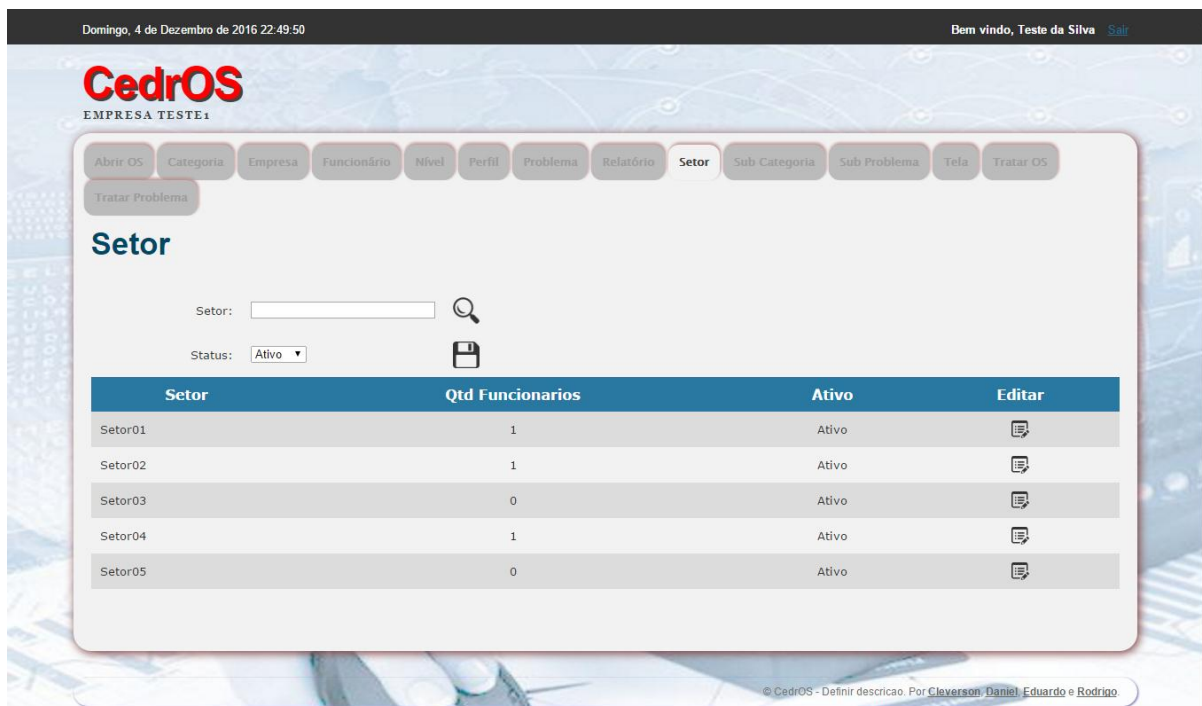 Domingo, 4 de Dezembro de 2016 22:49:50
Bem vindo, Teste da Silva Sair
CedrOS
EMPRESA TESTE1
Abrir OS Categoria Empresa Funcionário Nível Perfil Problema Relatório Setor Sub Categoria Sub Problema Tela Tratar OS
Tratar Problema
Setor
Setor:
Status: Ativo
Setor Qtd Funcionarios Ativo Editar
Setor01 1 Ativo
Setor02 1 Ativo
Setor03 0 Ativo
Setor04 1 Ativo
Setor05 0 Ativo
© CedrOS - Definir descricao. Por Cleverson, Daniel, Eduardo e Rodrigo.